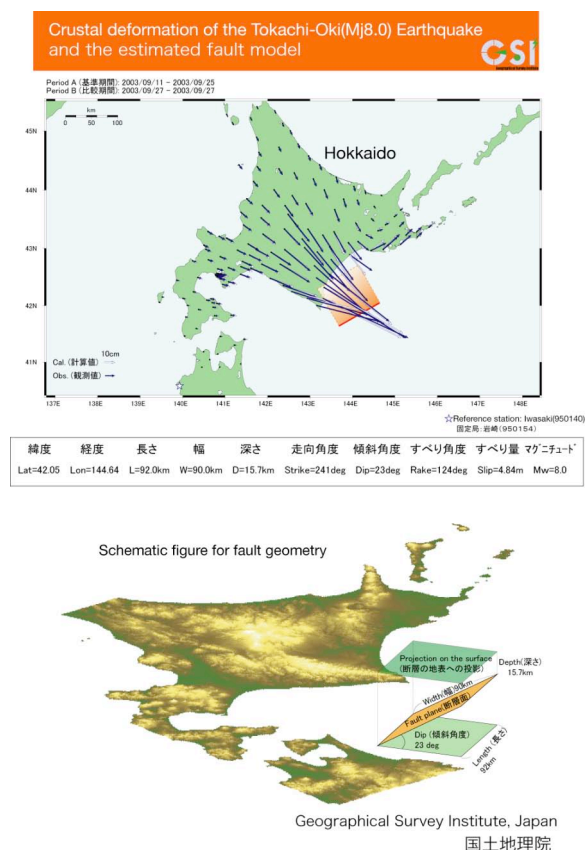 Crustal deformation of the Tokachi-Oki(Mj8.0) Earthquake
and the estimated fault model
GSI
Period A (基準期間): 2003/09/11 - 2003/09/25
Period B (比較期間): 2003/09/27 - 2003/09/27
km
0 50 100
Hokkaido
45N
44N
43N
42N
41N
10cm
Cal. (計算値)
Obs. (観測値)
137E 138E 139E 140E 141E 142E 143E 144E 145E 146E 147E 148E
☆Reference station: Iwasaki(950140)
固定局:岩崎(950154)
緯度 経度 長さ 幅 深さ 走向角度 傾斜角度 すべり角度 すべり量 マグニチュード
Lat=42.05 Lon=144.64 L=92.0km W=90.0km D=15.7km Strike=241deg Dip=23deg Rake=124deg Slip=4.84m Mw=8.0
Schematic figure for fault geometry
Projection on the surface
(断層の地表への投影)
Depth(深さ)
15.7km
Width(幅)90km
Fault plane(断層面)
Dip (傾斜角度)
23 deg
Length (長さ)
92km
Geographical Survey Institute, Japan
国土地理院